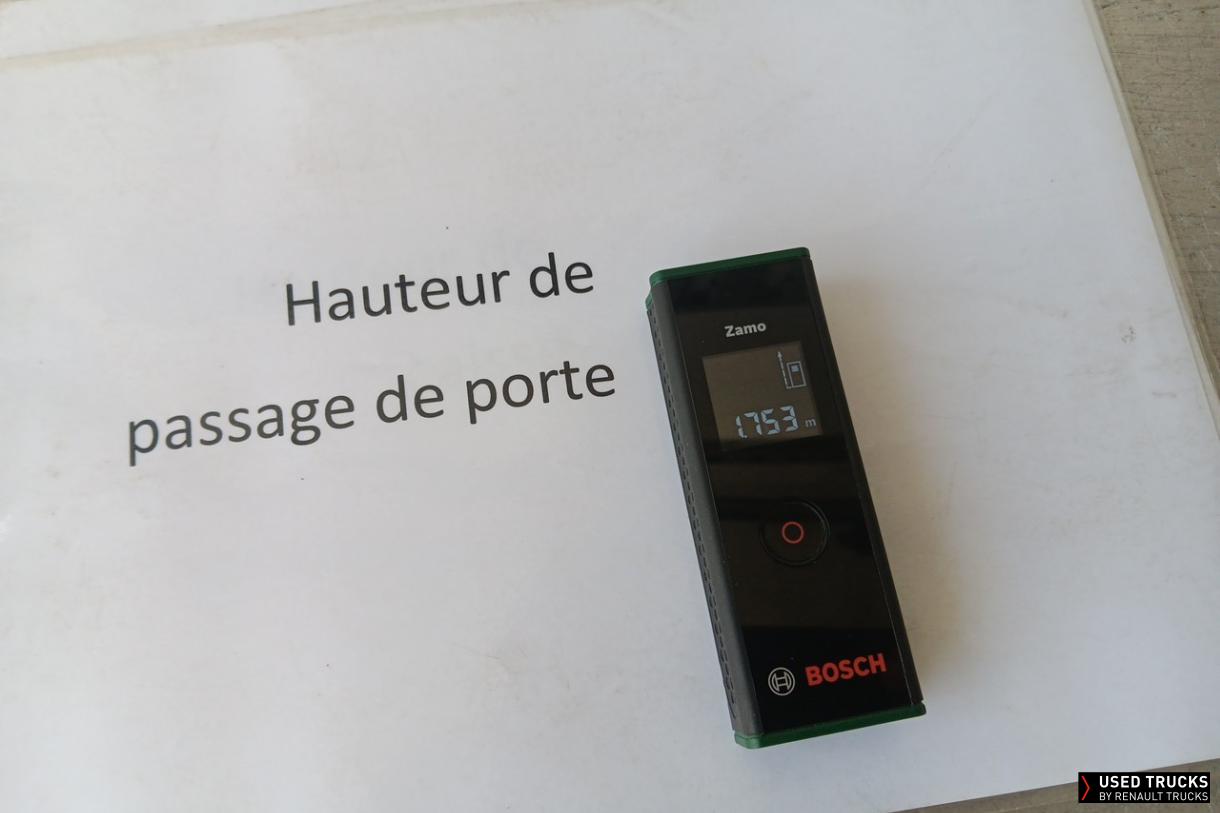 Hauteur de
passage de porte
Zamo
1.753 m
BOSCH
USED TRUCKS
BY RENAULT TRUCKS